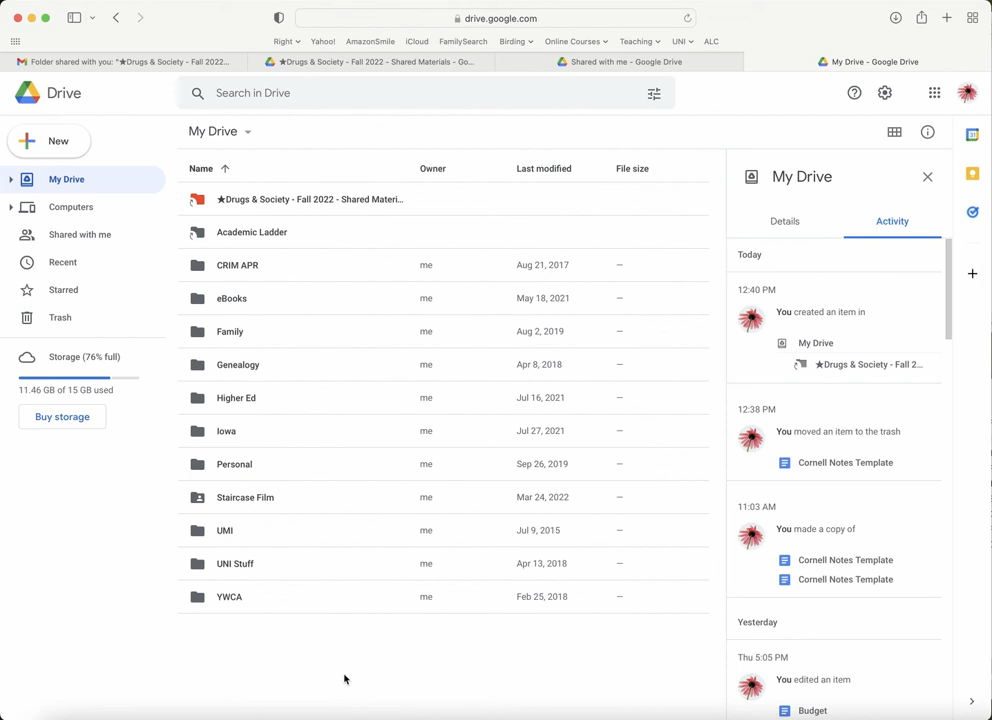 drive.google.com
Right Yahoo! AmazonSmile iCloud FamilySearch Birding Online Courses Teaching UNI ALC
Folder shared with you: "★Drugs & Society - Fall 2022...
★Drugs & Society - Fall 2022 - Shared Materials - Go...
Shared with me - Google Drive
My Drive - Google Drive
Drive
Search in Drive
New
My Drive
Computers
Shared with me
Recent
Starred
Trash
Storage (76% full)
11.46 GB of 15 GB used
Buy storage
My Drive
Name Owner Last modified File size
★Drugs & Society - Fall 2022 - Shared Materi...
Academic Ladder
CRIM APR me Aug 21, 2017 —
eBooks me May 18, 2021 —
Family me Aug 2, 2019 —
Genealogy me Apr 8, 2018 —
Higher Ed me Jul 16, 2021 —
Iowa me Jul 27, 2021 —
Personal me Sep 26, 2019 —
Staircase Film me Mar 24, 2022 —
UMI me Jul 9, 2015 —
UNI Stuff me Apr 13, 2018 —
YWCA me Feb 25, 2018 —
My Drive
Details Activity
Today
12:40 PM
You created an item in
My Drive
★Drugs & Society - Fall 2...
12:38 PM
You moved an item to the trash
Cornell Notes Template
11:03 AM
You made a copy of
Cornell Notes Template
Cornell Notes Template
Yesterday
Thu 5:05 PM
You edited an item
Budget
31